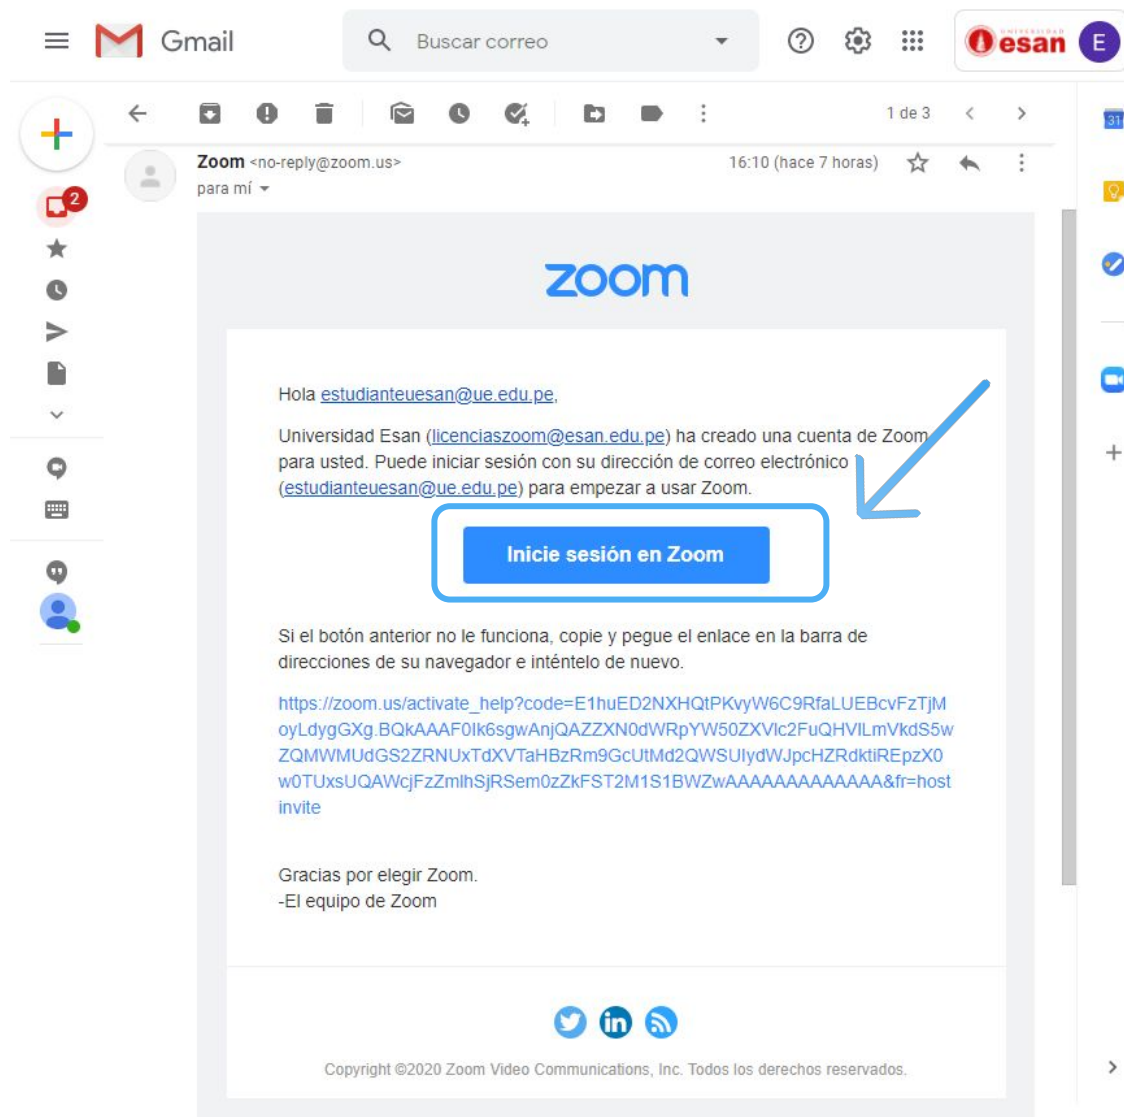 Gmail
Buscar correo
UNIVERSIDAD
esan
E
1 de 3
31
2
Zoom <no-reply@zoom.us>
16:10 (hace 7 horas)
para mí
zoom
Hola estudianteuesan@ue.edu.pe,
Universidad Esan (licenciaszoom@esan.edu.pe) ha creado una cuenta de Zoom
para usted. Puede iniciar sesión con su dirección de correo electrónico
(estudianteuesan@ue.edu.pe) para empezar a usar Zoom.
Inicie sesión en Zoom
Si el botón anterior no le funciona, copie y pegue el enlace en la barra de
direcciones de su navegador e inténtelo de nuevo.
https://zoom.us/activate_help?code=E1huED2NXHQtPKvyW6C9RfaLUEBcvFzTjM
oyLdygGXg.BQkAAAF0Ik6sgwAnjQAZZXN0dWRpYW50ZXVlc2FuQHVlLmVkdS5w
ZQMWMUdGS2ZRNUxTdXVTaHBzRm9GcUtMd2QWSUlydWJpcHZRdktiREpzX0
w0TUxsUQAWcjFzZmlhSjRSem0zZkFST2M1S1BWZwAAAAAAAAAAAAA&fr=host
invite
Gracias por elegir Zoom.
-El equipo de Zoom
in
Copyright ©2020 Zoom Video Communications, Inc. Todos los derechos reservados.